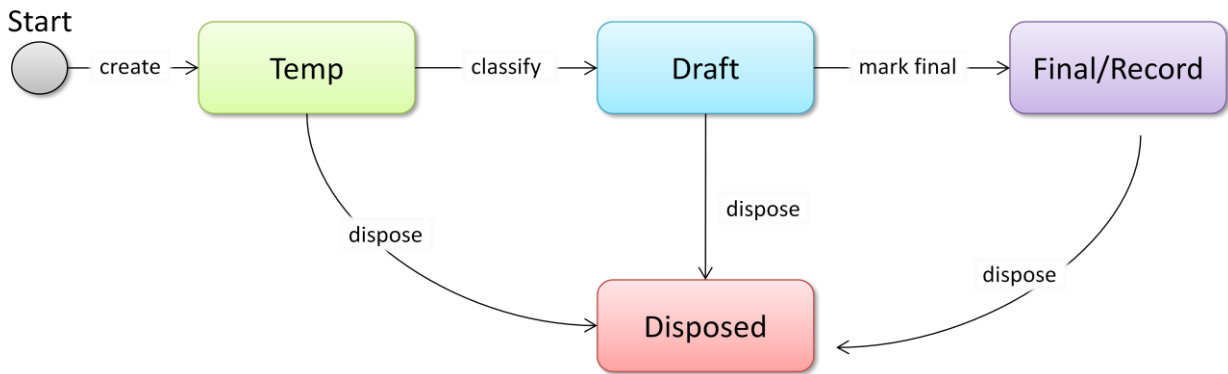 Start
create
Temp
classify
Draft
mark final
Final/Record
dispose
dispose
dispose
Disposed